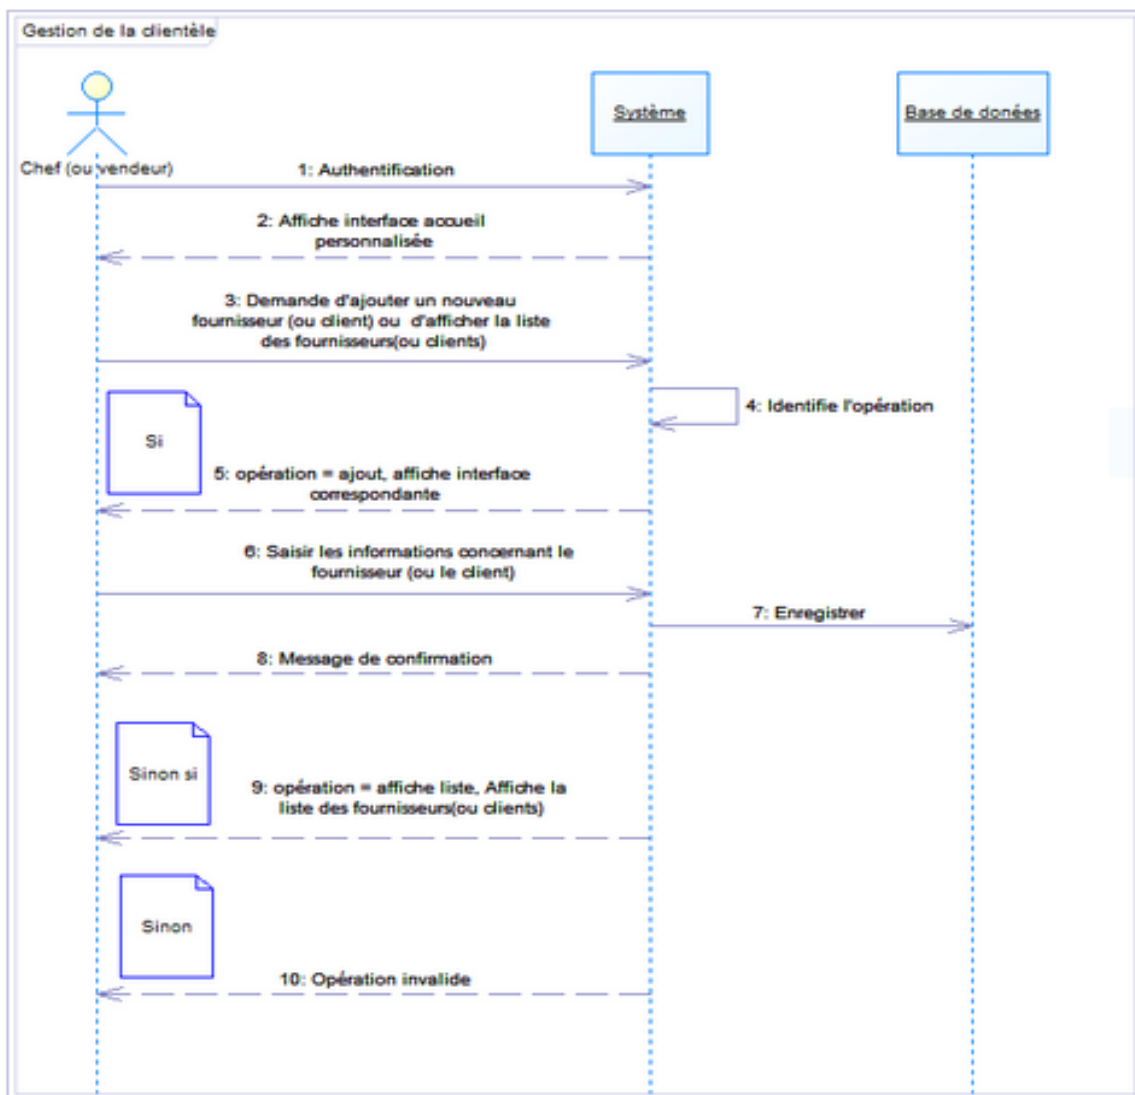 Gestion de la clientèle
Système
Base de donées
Chef (ou vendeur)
1: Authentification
2: Affiche interface accueil
personnalisée
3: Demande d'ajouter un nouveau
fournisseur (ou client) ou d'afficher la liste
des fournisseurs(ou clients)
4: Identifie l'opération
Si
5: opération = ajout, affiche interface
correspondante
6: Saisir les informations concernant le
fournisseur (ou le client)
7: Enregistrer
8: Message de confirmation
Sinon si
9: opération = affiche liste, Affiche la
liste des fournisseurs(ou clients)
Sinon
10: Opération invalide